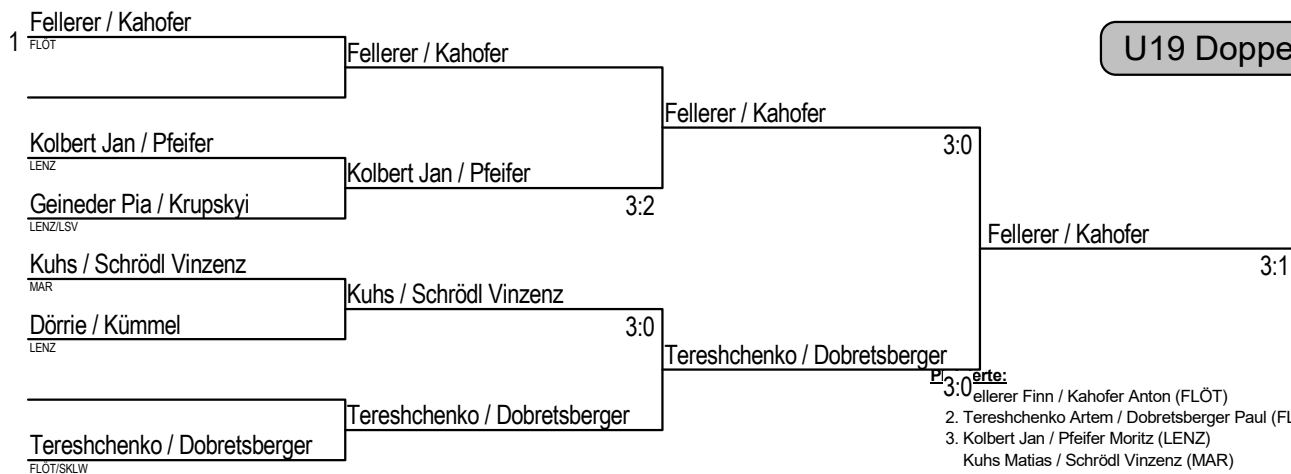 U19 Doppe
1 Fellerer / Kahofer
FLÖT
Fellerer / Kahofer
Fellerer / Kahofer
3:0
Kolbert Jan / Pfeifer
LENZ
Kolbert Jan / Pfeifer
3:2
Geineder Pia / Krupskyi
LENZ/LSV
Fellerer / Kahofer
3:1
Kuhs / Schrödl Vinzenz
MAR
Kuhs / Schrödl Vinzenz
3:0
Dörrie / Kümmel
LENZ
Tereshchenko / Dobretsberger
3:0
Tereshchenko / Dobretsberger
Tereshchenko / Dobretsberger
FLÖT/SKLW
erte:
ellerer Finn / Kahofer Anton (FLÖT)
2. Tereshchenko Artem / Dobretsberger Paul (FL
3. Kolbert Jan / Pfeifer Moritz (LENZ)
Kuhs Matias / Schrödl Vinzenz (MAR)